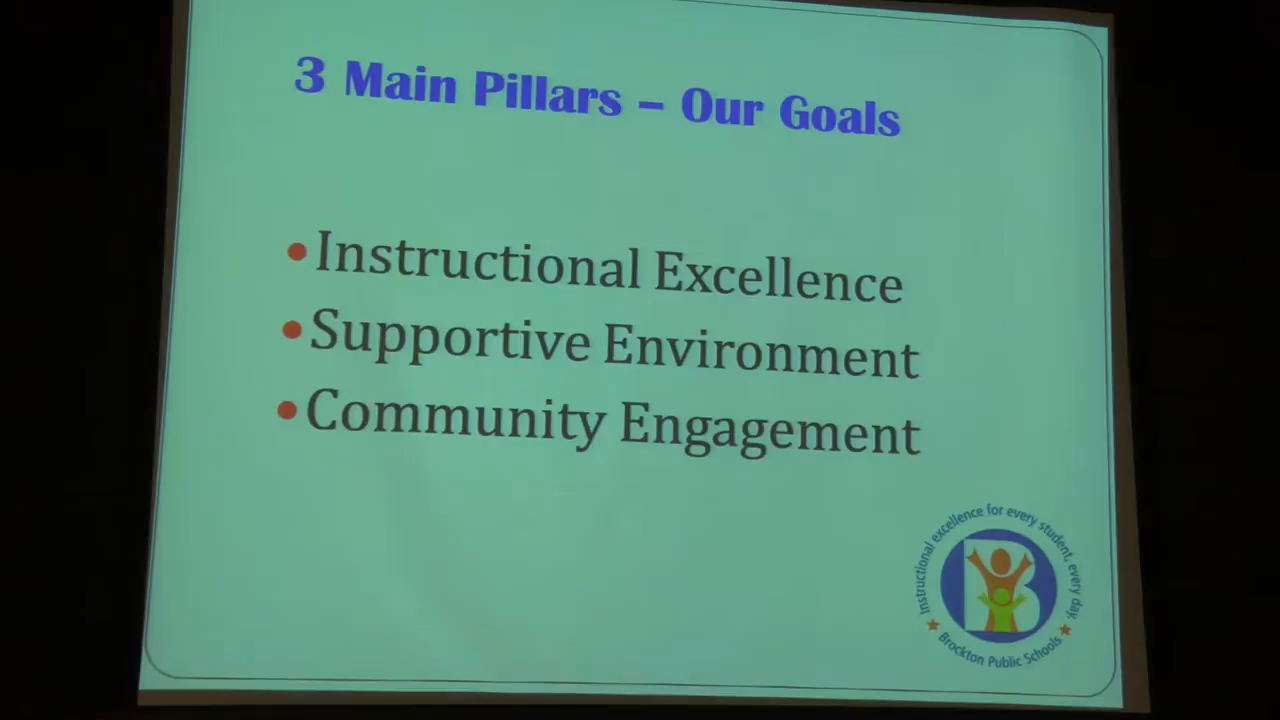 3 Main Pillars – Our Goals
•Instructional Excellence
•Supportive Environment
•Community Engagement
Instructional excellence for every student, every day.
B
Brockton Public Schools